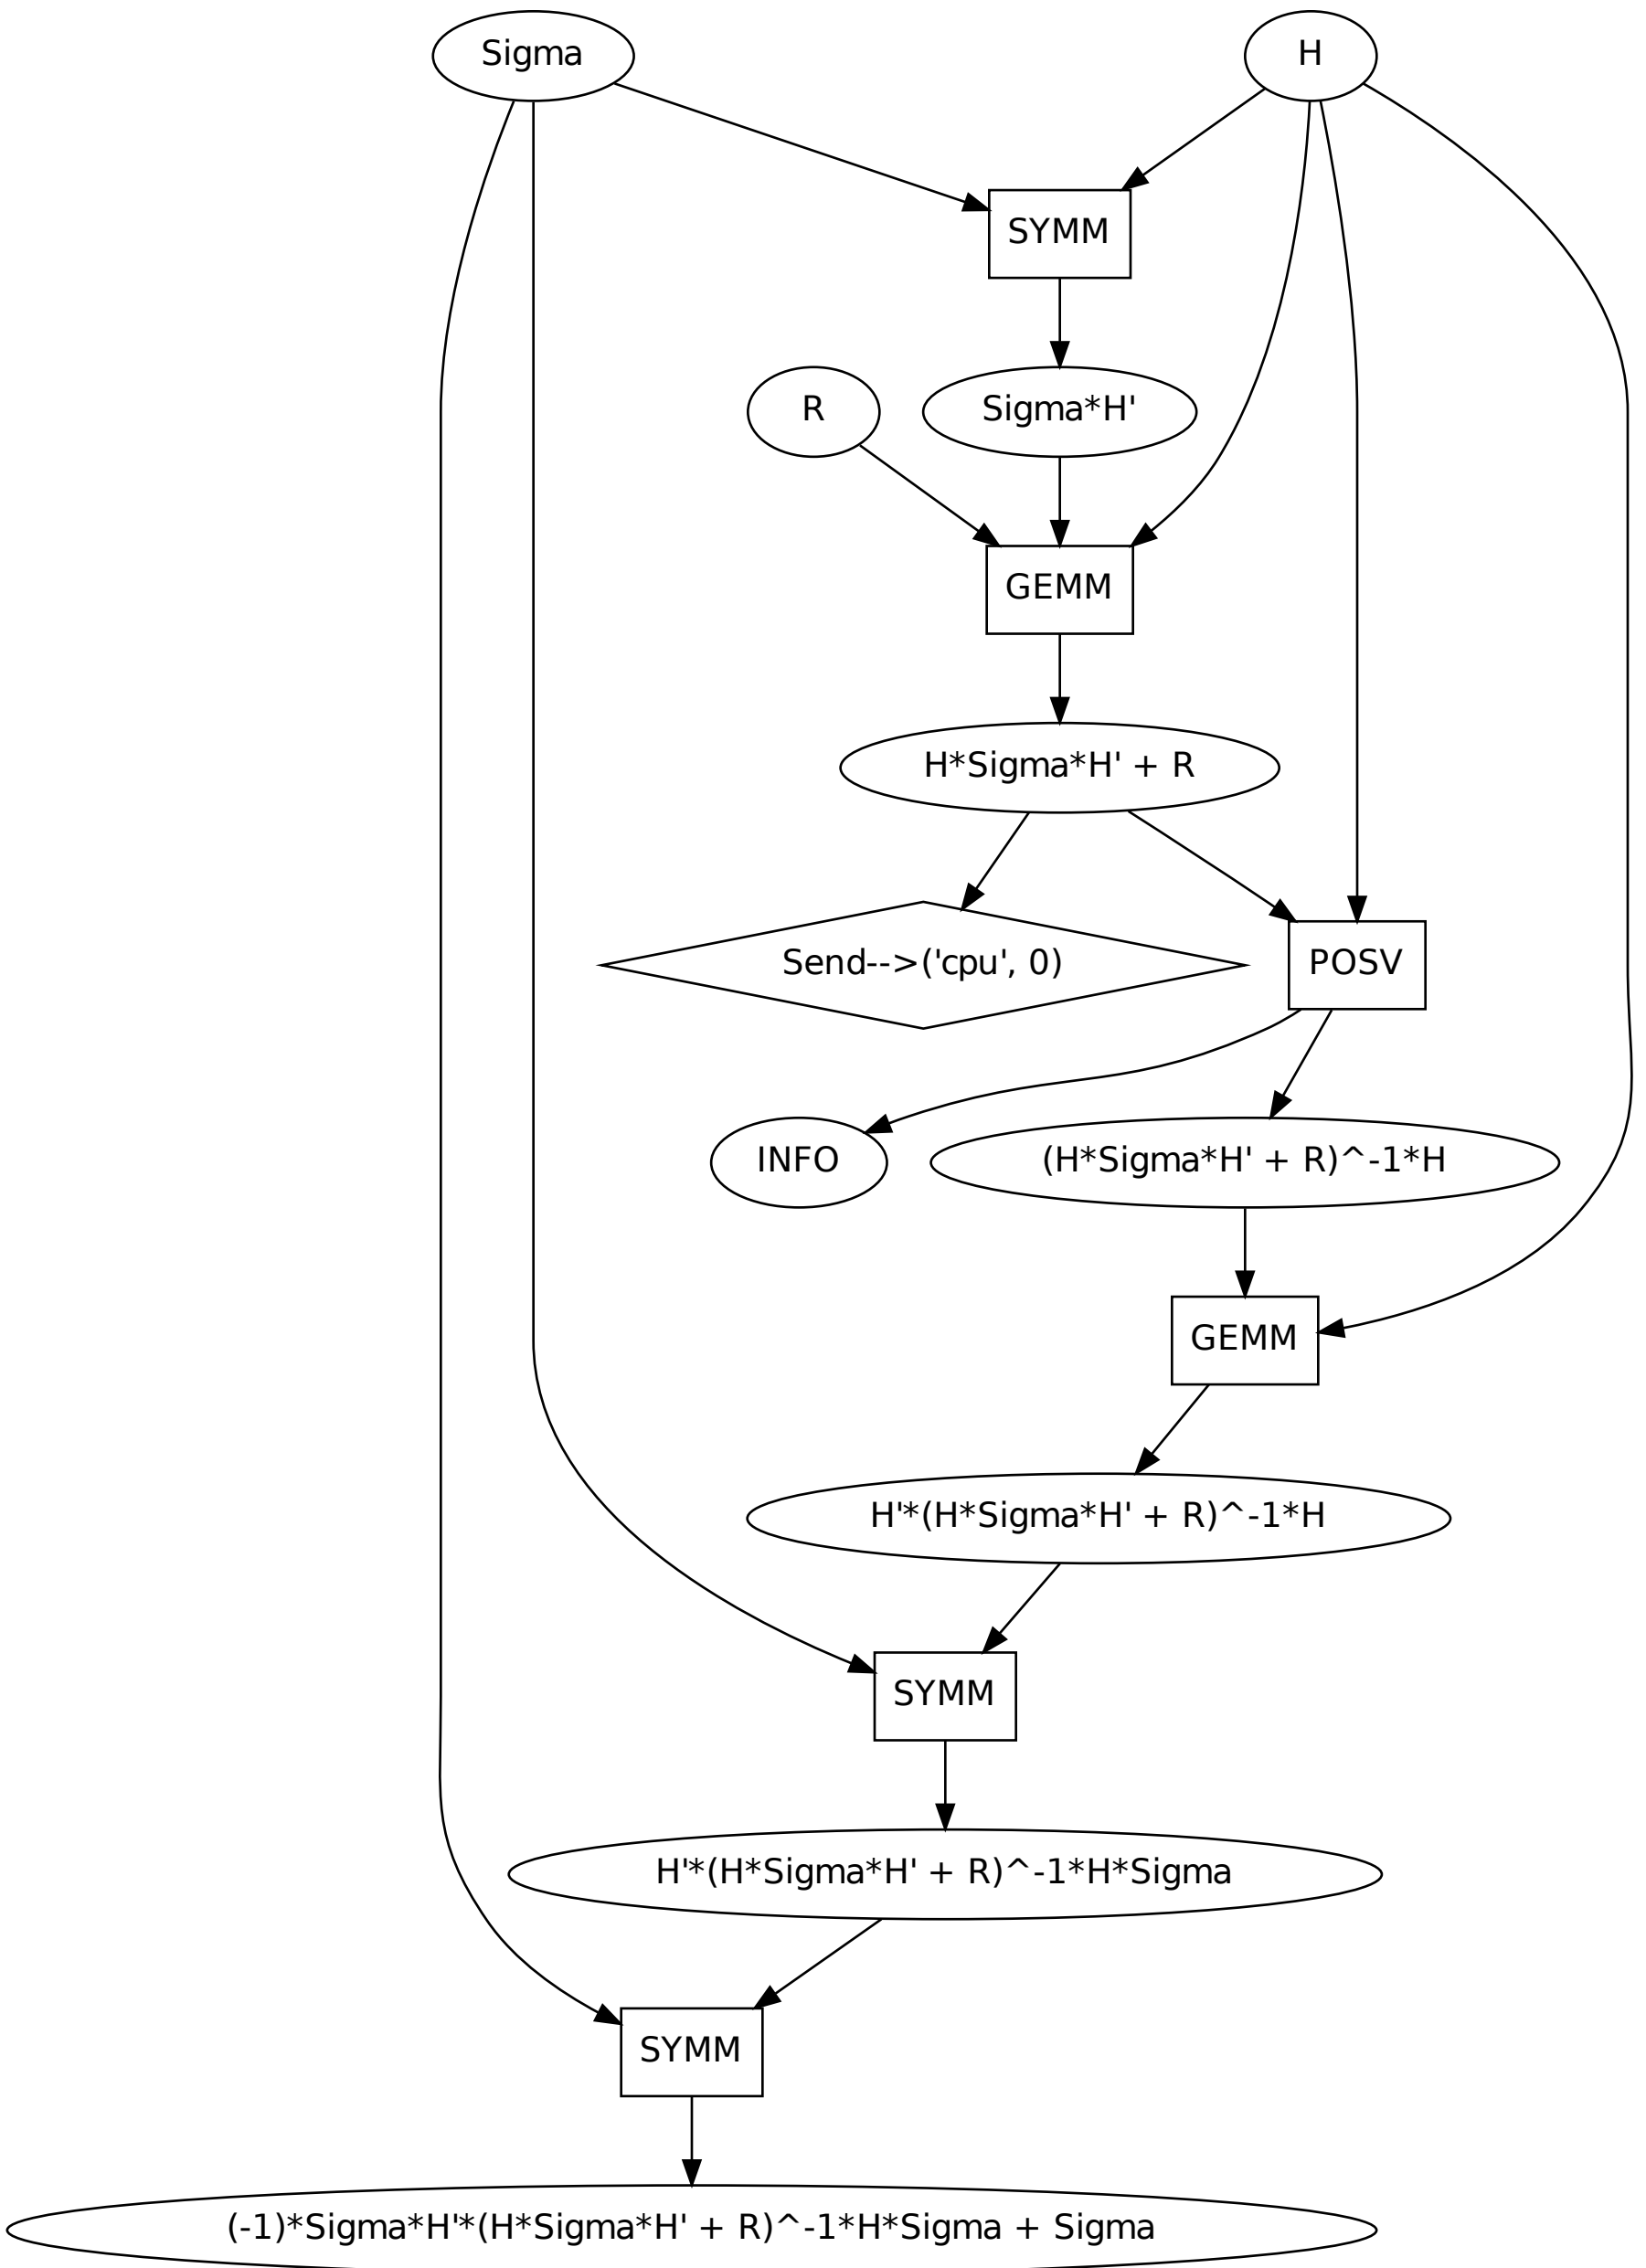 Sigma
H
SYMM
R
Sigma*H'
GEMM
H*Sigma*H' + R
Send-->('cpu', 0)
POSV
INFO
(H*Sigma*H' + R)^-1*H
GEMM
H'*(H*Sigma*H' + R)^-1*H
SYMM
H'*(H*Sigma*H' + R)^-1*H*Sigma
SYMM
(-1)*Sigma*H'*(H*Sigma*H' + R)^-1*H*Sigma + Sigma